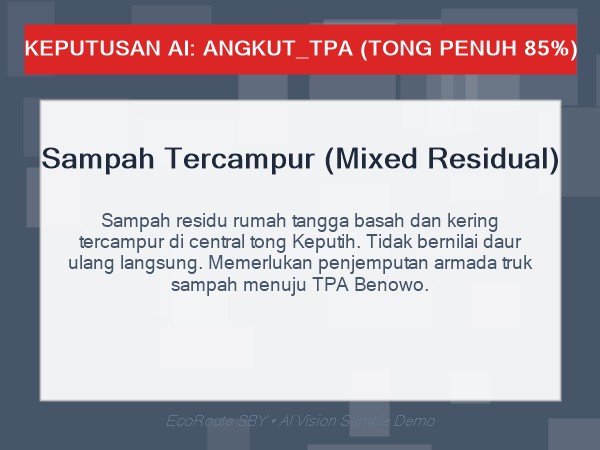 KEPUTUSAN AI: ANGKUT_TPA (TONG PENUH 85%)
Sampah Tercampur (Mixed Residual)
Sampah residu rumah tangga basah dan kering
tercampur di central tong Keputih. Tidak bernilai daur
ulang langsung. Memerlukan penjemputan armada truk
sampah menuju TPA Benowo.
EcoRoute SBY • AI Vision Sample Demo